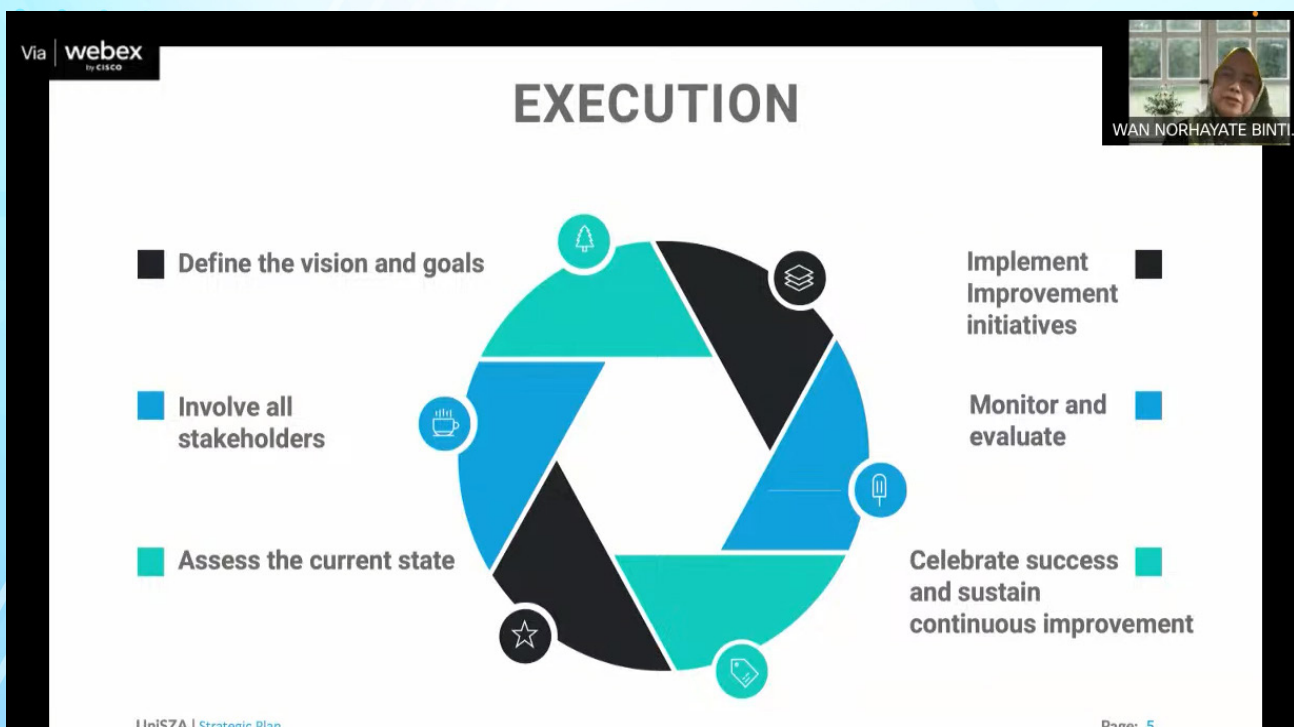 Via | webex
by CISCO
EXECUTION
WAN NORHAYATE BINTI...
Define the vision and goals
Involve all
stakeholders
Assess the current state
Implement
Improvement
initiatives
Monitor and
evaluate
Celebrate success
and sustain
continuous improvement
UniSZA | Strategic Plan
Page: 5